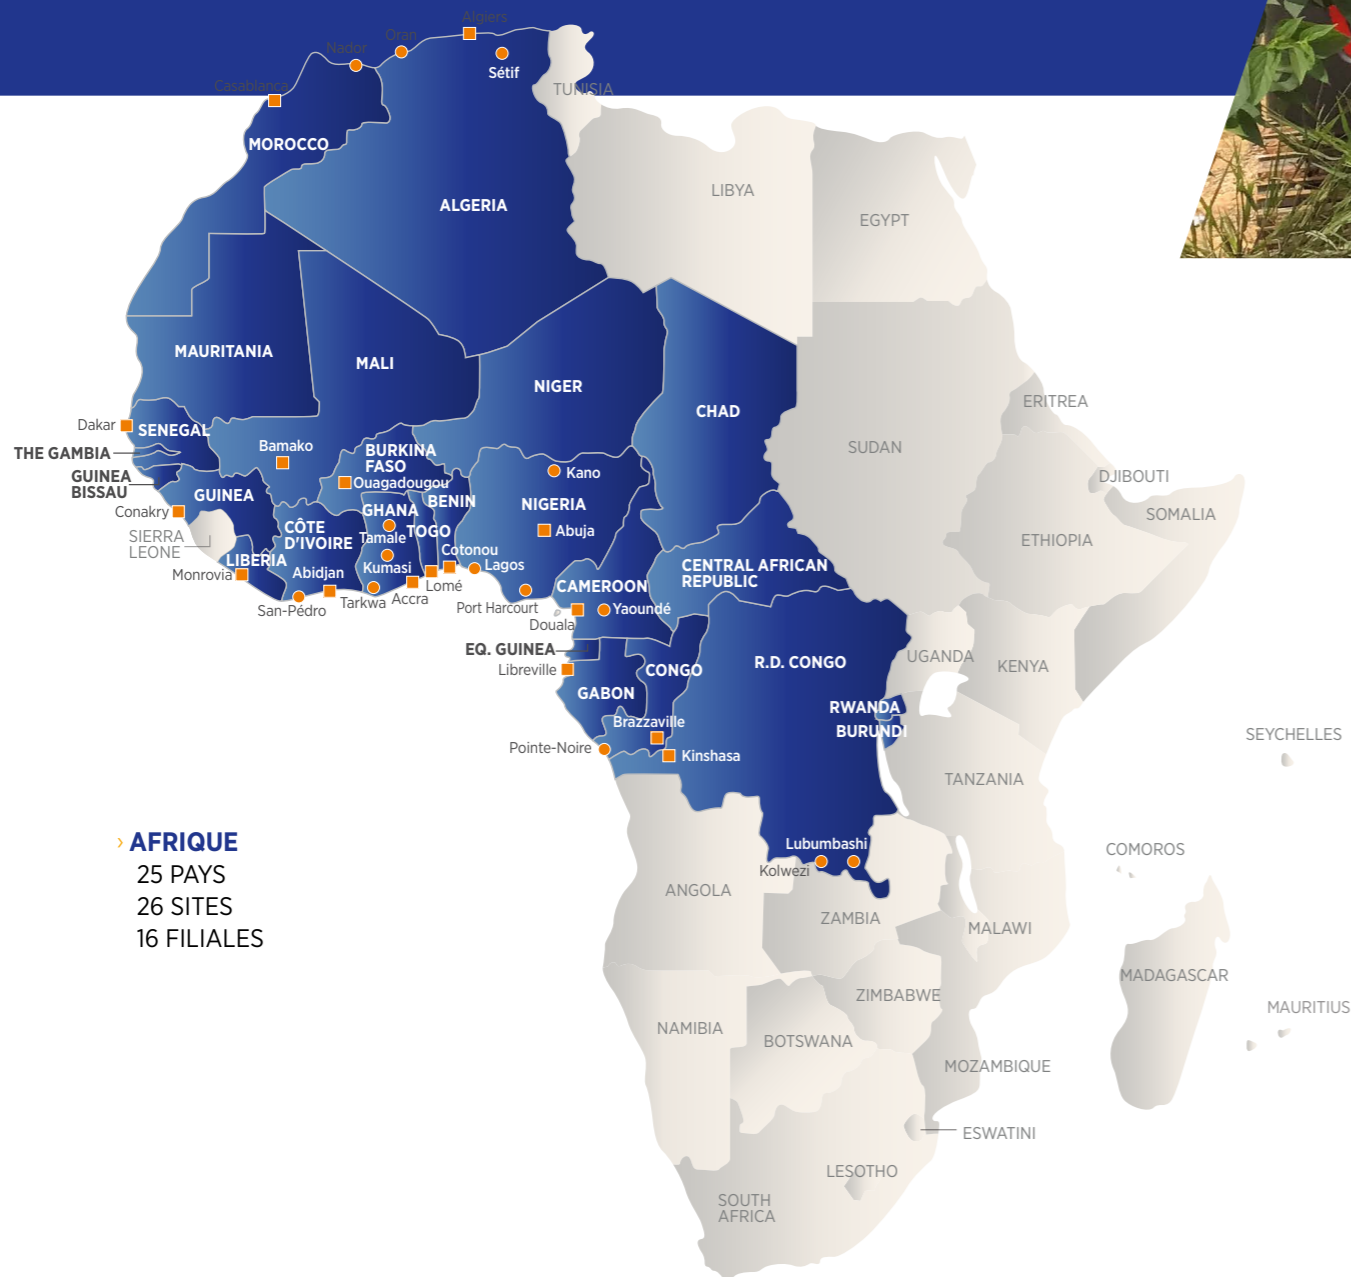 Algiers
Oran
Nador
Sétif
Casablanca
TUNISIA
MOROCCO
LIBYA
ALGERIA
EGYPT
MAURITANIA
MALI
NIGER
CHAD
ERITREA
Dakar
SENEGAL
THE GAMBIA
Bamako
BURKINA
FASO
SUDAN
Kano
GUINEA
BISSAU
Ouagadougou
DJIBOUTI
GUINEA
BENIN
NIGERIA
Conakry
GHANA
SOMALIA
CÔTE
D'IVOIRE
Tamale
TOGO
Abuja
SIERRA
LEONE
ETHIOPIA
Cotonou
LIBERIA
Kumasi
Lagos
CENTRAL AFRICAN
REPUBLIC
Monrovia
Abidjan
Lomé
CAMEROON
San-Pédro
Tarkwa
Accra
Port Harcourt
Yaoundé
Douala
EQ. GUINEA
UGANDA
KENYA
Libreville
CONGO
R.D. CONGO
GABON
RWANDA
Brazzaville
BURUNDI
Pointe-Noire
Kinshasa
SEYCHELLES
TANZANIA
› AFRIQUE
25 PAYS
26 SITES
16 FILIALES
Lubumbashi
Kolwezi
COMOROS
ANGOLA
ZAMBIA
MALAWI
MADAGASCAR
ZIMBABWE
MAURITIUS
NAMIBIA
BOTSWANA
MOZAMBIQUE
ESWATINI
LESOTHO
SOUTH
AFRICA